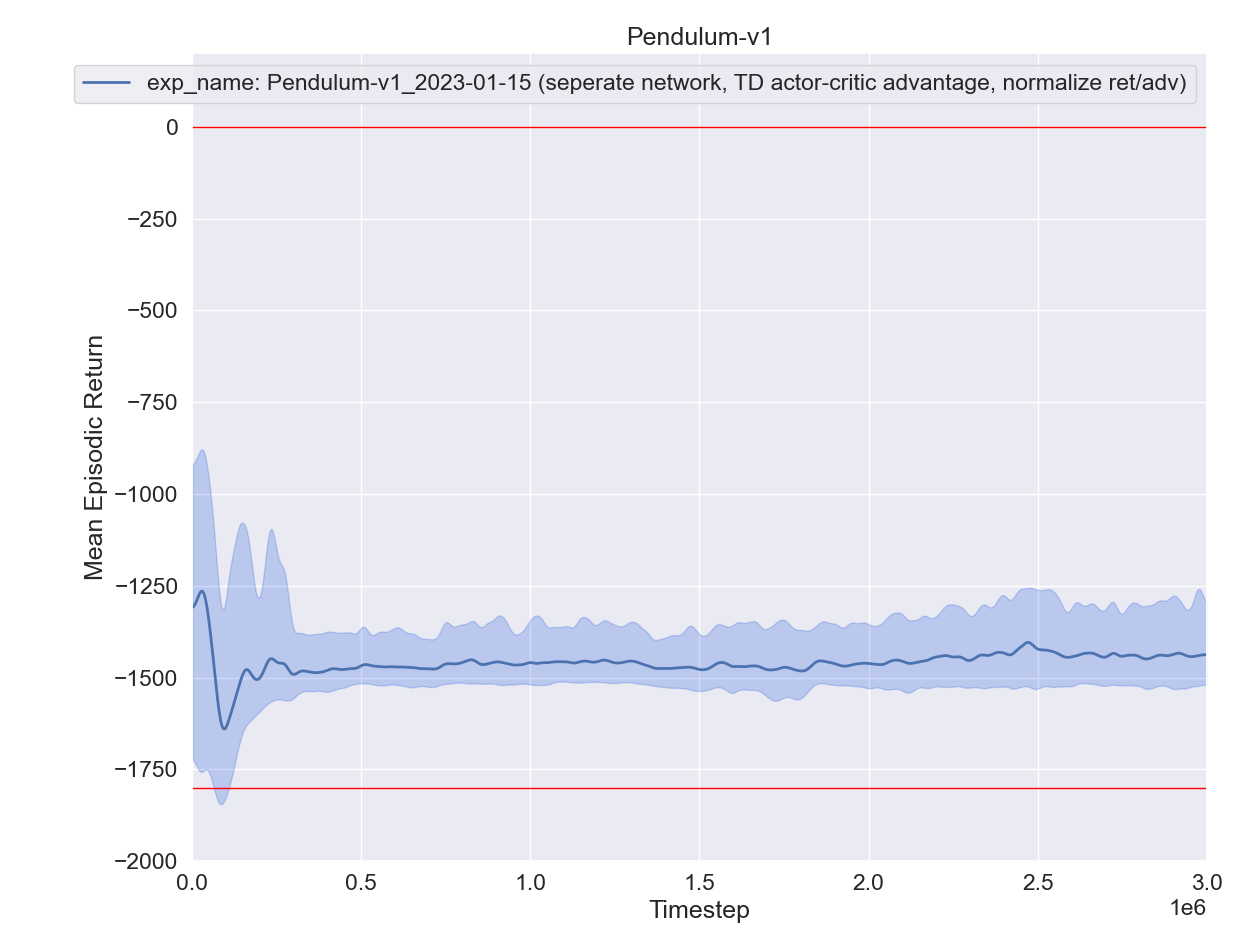 Pendulum-v1
exp_name: Pendulum-v1_2023-01-15 (seperate network, TD actor-critic advantage, normalize ret/adv)
0
−250
−500
−750
−1000
−1250
−1500
−1750
−2000
Mean Episodic Return
0.0 0.5 1.0 1.5 2.0 2.5 3.0
Timestep
1e6